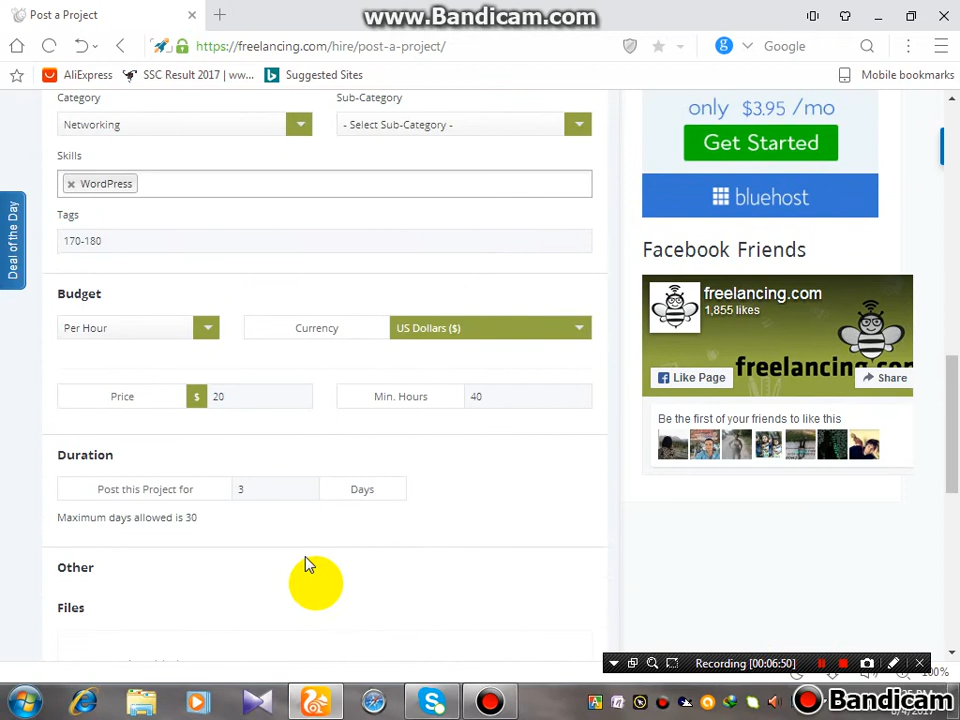 Post a Project
www.Bandicam.com
https://freelancing.com/hire/post-a-project/
Google
AliExpress
SSC Result 2017 | ww...
Suggested Sites
Mobile bookmarks
Category
Sub-Category
Networking
- Select Sub-Category -
Skills
WordPress
Tags
170-180
Budget
Per Hour
Currency
US Dollars ($)
Price
$
20
Min. Hours
40
Duration
Post this Project for
3
Days
Maximum days allowed is 30
Other
Files
Deal of the Day
only $3.95 /mo
Get Started
bluehost
Facebook Friends
freelancing.com
1,855 likes
freelancing.com
Like Page
Share
Be the first of your friends to like this
Recording [00:06:50]
100%
Bandicam